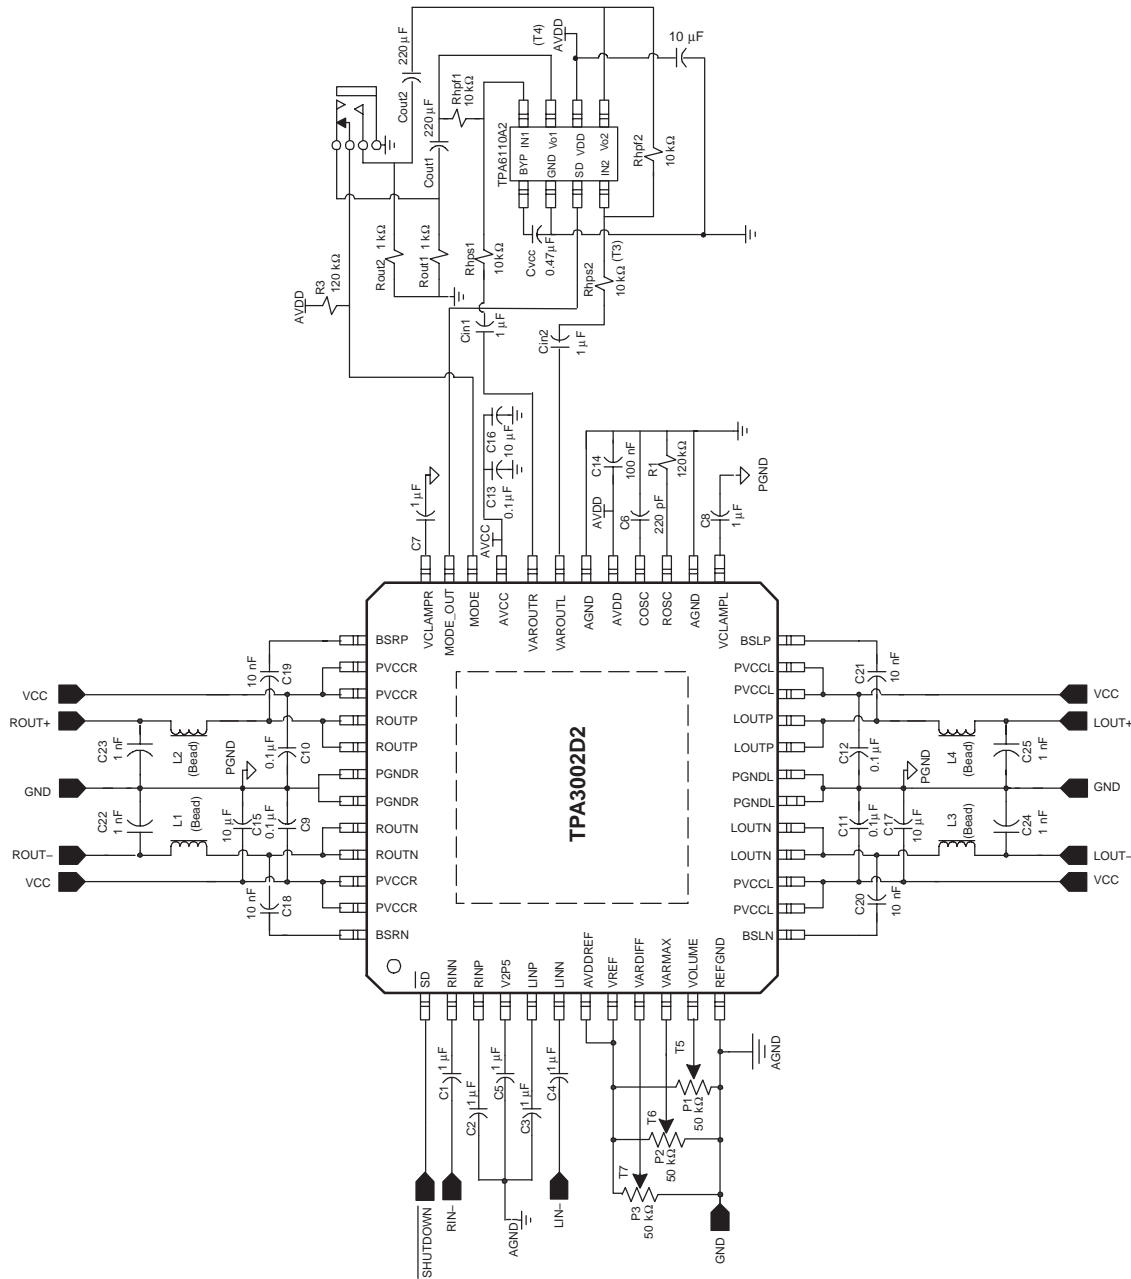 220 µF
Cout2
220 µF
Cout1
Rhpf1
10 kΩ
(T4)
AVDD
10 µF
TPA6110A2
BYP IN1
GND Vo1
SD VDD
IN2 Vo2
Rhpf2
10 kΩ
AVDD
R3
120 kΩ
Rout2 1 kΩ
Rout1 1 kΩ
Rhps1
10kΩ
Cvcc
0.47µF
Rhps2
10kΩ
(T3)
Cin1
1 µF
Cin2
1 µF
C7
1 µF
AVCC
C13
0.1µF
C16
10 µF
AVDD
C14
100 nF
C6
220 pF
R1
120kΩ
C8
1 µF
PGND
VCLAMPR
MODE_OUT
MODE
AVCC
VAROUTR
VAROUTL
AGND
AVDD
COSC
ROSC
AGND
VCLAMPL
VCC
ROUT+
GND
ROUT–
VCC
C23
1 nF
C22
1 nF
L2
(Bead)
L1
(Bead)
PGND
10 nF
C19
0.1µF
C10
10 µF
C15
0.1µF
C9
10 nF
C18
BSRP
PVCCR
PVCCR
ROUTP
ROUTP
PGNDR
PGNDR
ROUTN
ROUTN
PVCCR
PVCCR
BSRN
TPA3002D2
BSLP
PVCCL
PVCCL
LOUTP
LOUTP
PGNDL
PGNDL
LOUTN
LOUTN
PVCCL
PVCCL
BSLN
C21
10 nF
C12
0.1µF
PGND
C11
0.1µF
C17
10 µF
C20
10 nF
L4
(Bead)
L3
(Bead)
C25
1 nF
C24
1 nF
VCC
LOUT+
GND
LOUT–
VCC
SD
RINN
RINP
V2P5
LINP
LINN
AVDDREF
VREF
VARDIFF
VARMAX
VOLUME
REFGND
C1
1 µF
C2
1 µF
C5
1 µF
C3
1 µF
C4
1 µF
T5
P1
50 kΩ
T6
P2
50 kΩ
T7
P3
50 kΩ
AGND
SHUTDOWN
RIN–
AGND
LIN–
GND